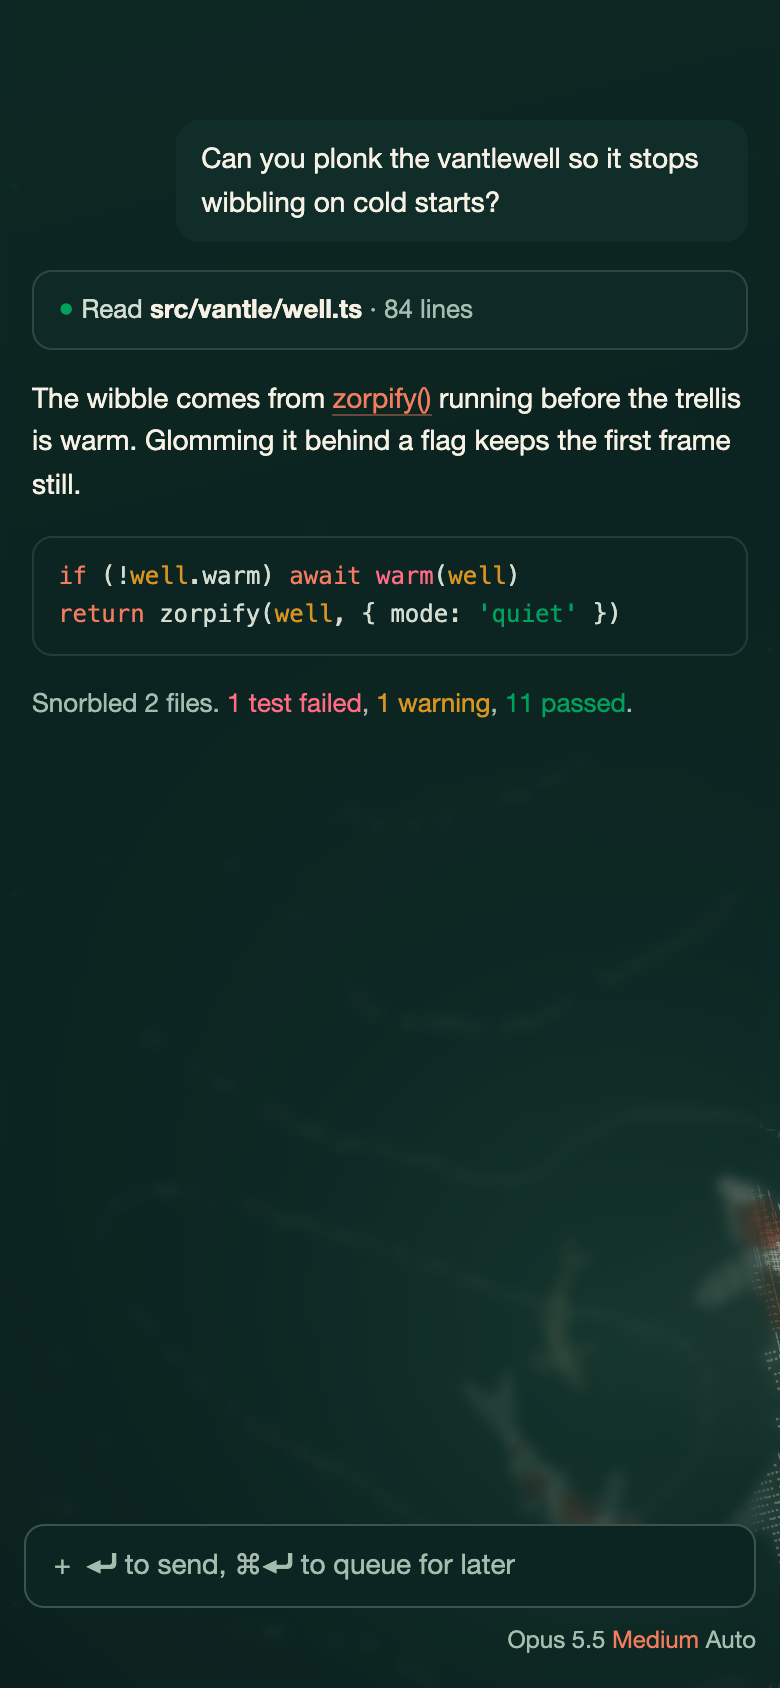 Can you plonk the vantlewell so it stops
wibbling on cold starts?
Read src/vantle/well.ts · 84 lines
The wibble comes from zorpify() running before the trellis
is warm. Glomming it behind a flag keeps the first frame
still.
if (!well.warm) await warm(well)
return zorpify(well, { mode: 'quiet' })
Snorbled 2 files. 1 test failed, 1 warning, 11 passed.
+ ↵ to send, ⌘↵ to queue for later
Opus 5.5 Medium Auto